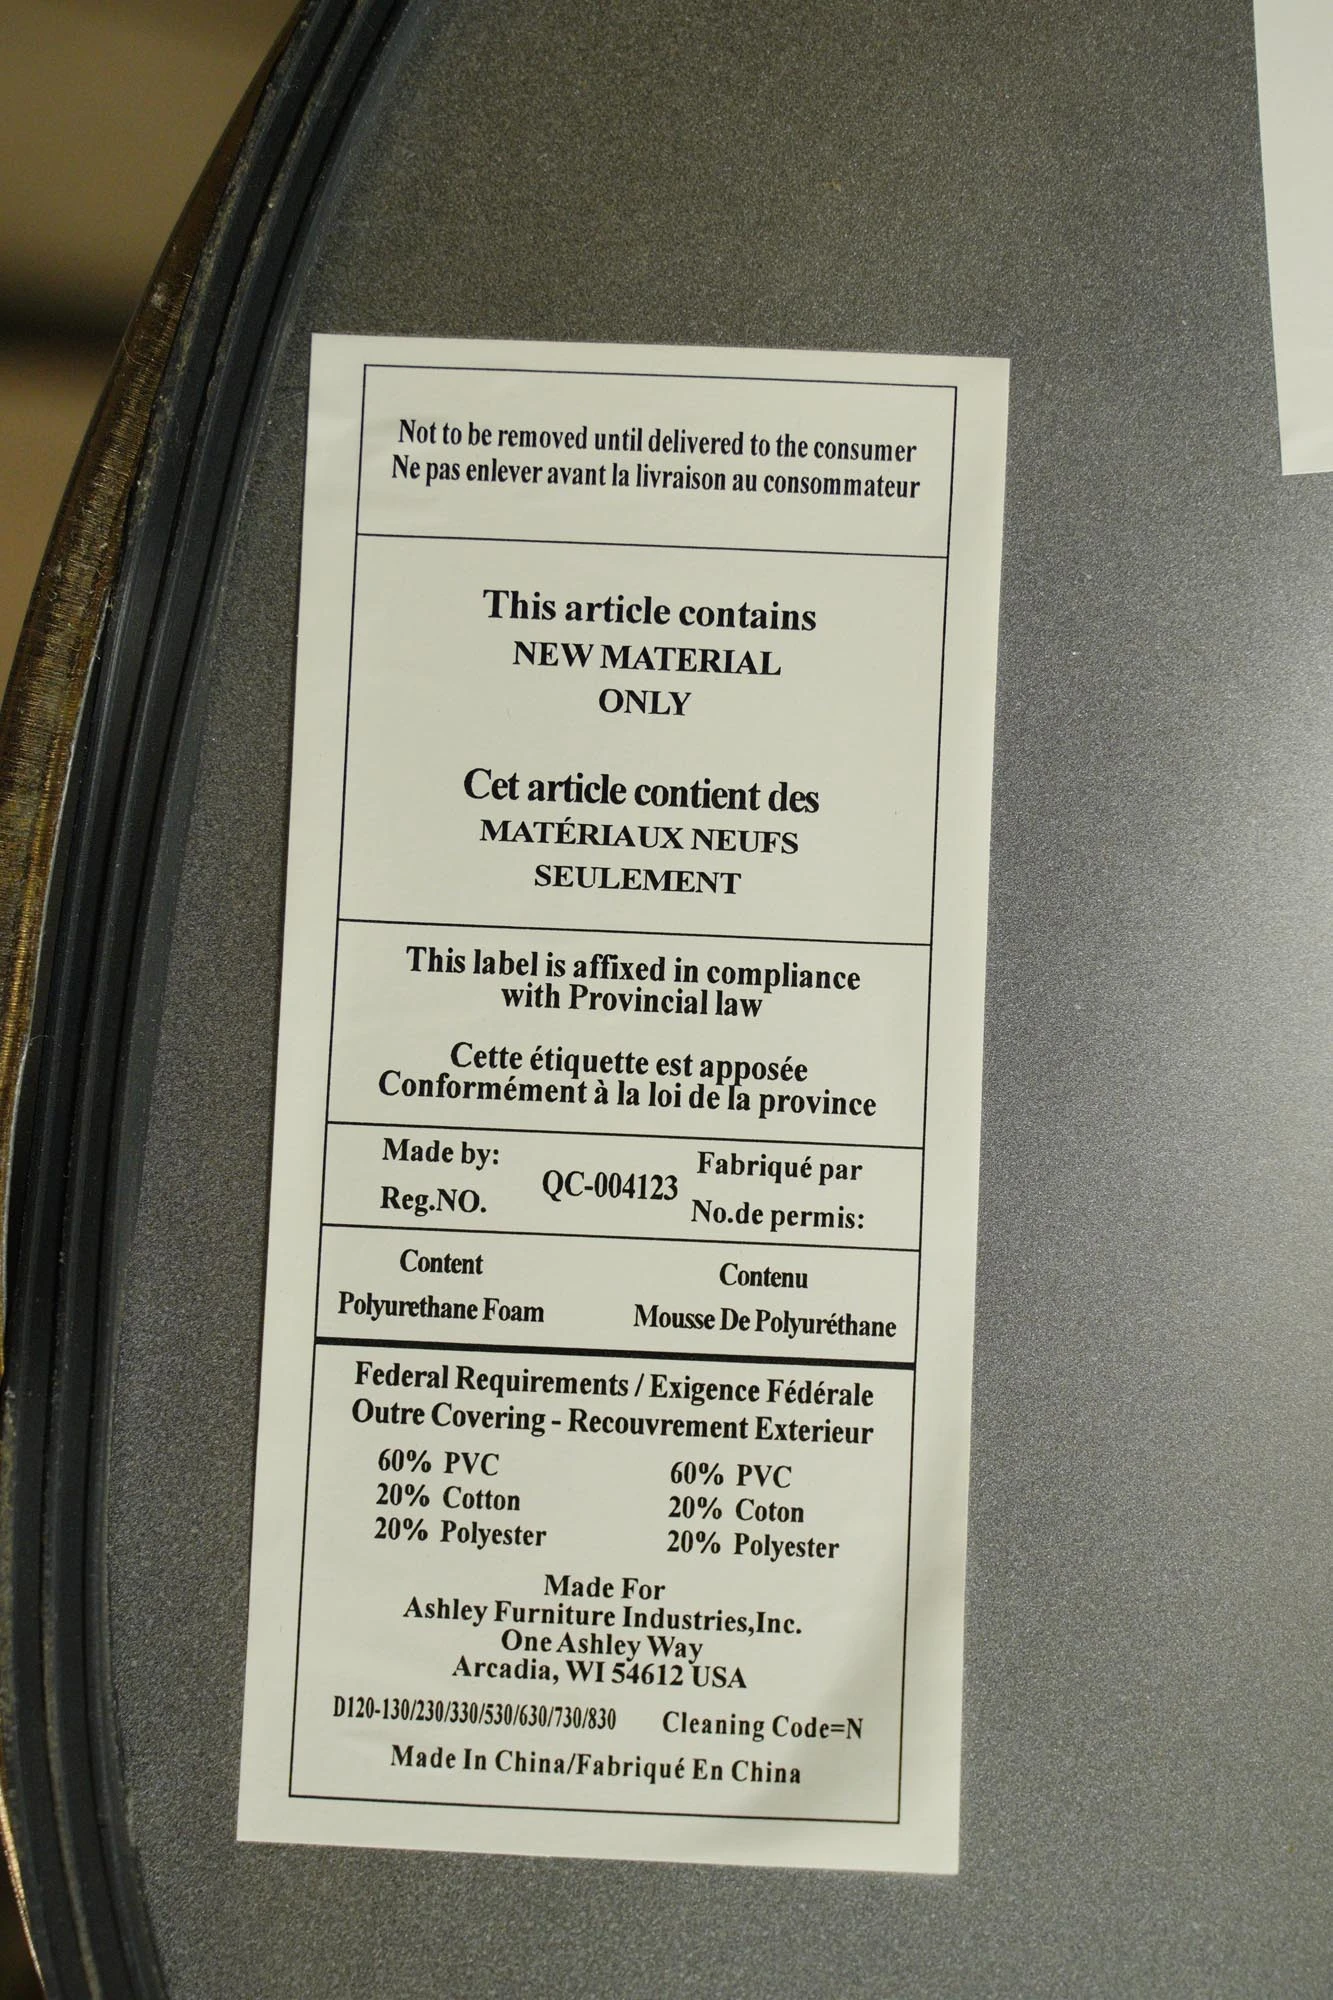 Not to be removed until delivered to the consumer
Ne pas enlever avant la livraison au consommateur
This article contains
NEW MATERIAL
ONLY
Cet article contient des
MATÉRIAUX NEUFS
SEULEMENT
This label is affixed in compliance
with Provincial law
Cette étiquette est apposée
Conformément à la loi de la province
Made by: Fabriqué par
QC-004123
Reg.NO. No.de permis:
Content Contenu
Polyurethane Foam Mousse De Polyuréthane
Federal Requirements / Exigence Fédérale
Outre Covering - Recouvrement Exterieur
60% PVC 60% PVC
20% Cotton 20% Coton
20% Polyester 20% Polyester
Made For
Ashley Furniture Industries,Inc.
One Ashley Way
Arcadia, WI 54612 USA
D120-130/230/330/530/630/730/830 Cleaning Code=N
Made In China/Fabriqué En China